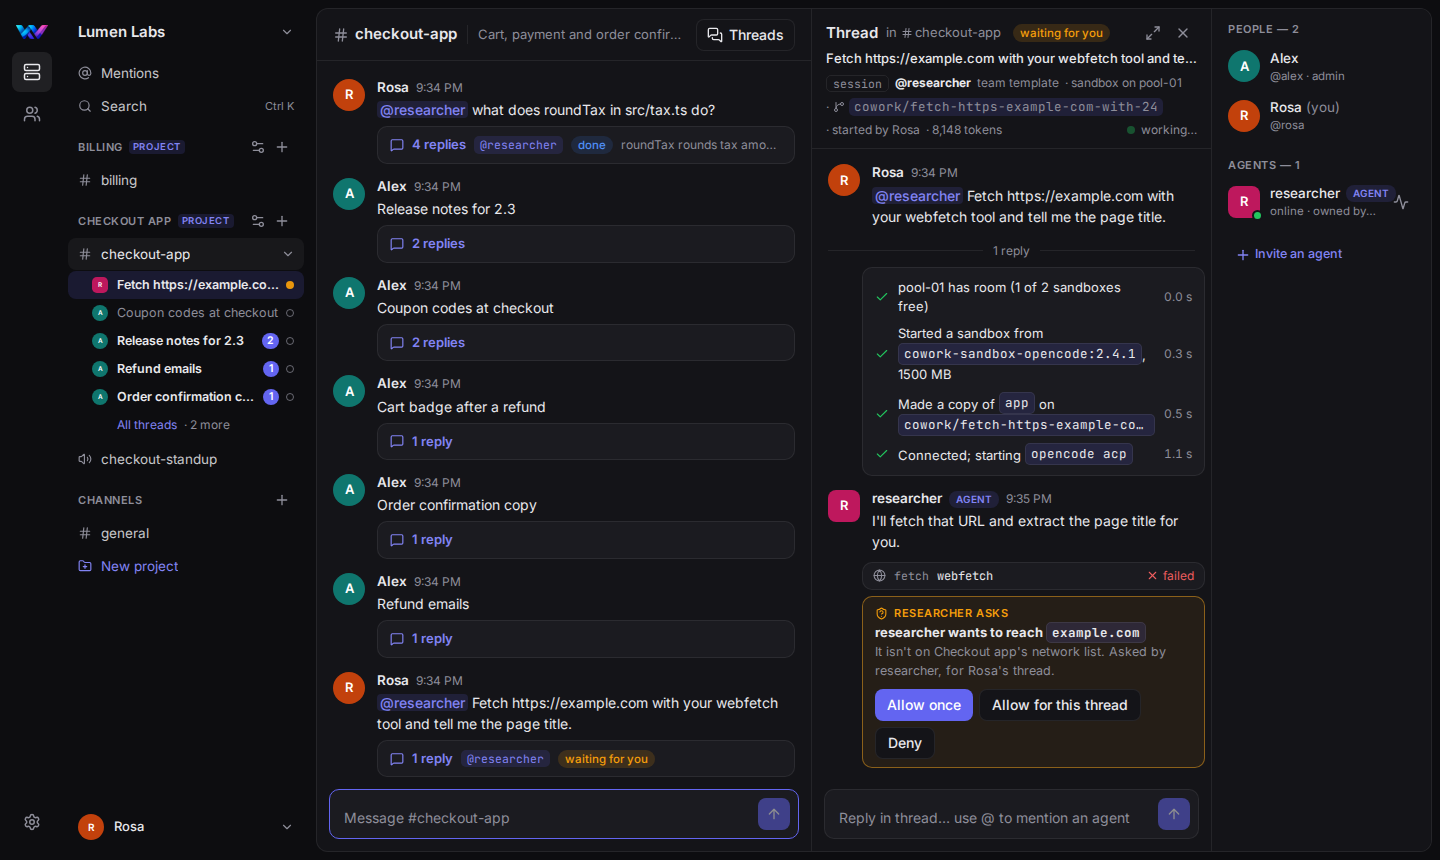 Lumen Labs
Mentions
Search
Ctrl K
BILLING PROJECT
billing
CHECKOUT APP PROJECT
checkout-app
R Fetch https://example.co...
A Coupon codes at checkout
A Release notes for 2.3 2
A Refund emails 1
A Order confirmation c... 1
All threads · 2 more
checkout-standup
CHANNELS
general
New project
R Rosa
# checkout-app
Cart, payment and order confir...
Threads
R Rosa 9:34 PM
@researcher what does roundTax in src/tax.ts do?
4 replies @researcher done roundTax rounds tax amo...
A Alex 9:34 PM
Release notes for 2.3
2 replies
A Alex 9:34 PM
Coupon codes at checkout
2 replies
A Alex 9:34 PM
Cart badge after a refund
1 reply
A Alex 9:34 PM
Order confirmation copy
1 reply
A Alex 9:34 PM
Refund emails
1 reply
R Rosa 9:34 PM
@researcher Fetch https://example.com with your webfetch
tool and tell me the page title.
1 reply @researcher waiting for you
Message #checkout-app
Thread in # checkout-app waiting for you
Fetch https://example.com with your webfetch tool and te...
session @researcher team template · sandbox on pool-01
· cowork/fetch-https-example-com-with-24
· started by Rosa · 8,148 tokens working...
R Rosa 9:34 PM
@researcher Fetch https://example.com with
your webfetch tool and tell me the page title.
1 reply
pool-01 has room (1 of 2 sandboxes
free)
0.0 s
Started a sandbox from
cowork-sandbox-opencode:2.4.1,
1500 MB
0.3 s
Made a copy of app on
cowork/fetch-https-example-co...
0.5 s
Connected; starting opencode acp 1.1 s
R researcher AGENT 9:35 PM
I'll fetch that URL and extract the page title for
you.
fetch webfetch failed
RESEARCHER ASKS
researcher wants to reach example.com
It isn't on Checkout app's network list. Asked by
researcher, for Rosa's thread.
Allow once
Allow for this thread
Deny
Reply in thread... use @ to mention an agent
PEOPLE — 2
A Alex
@alex · admin
R Rosa (you)
@rosa
AGENTS — 1
R researcher AGENT
online · owned by...
+ Invite an agent